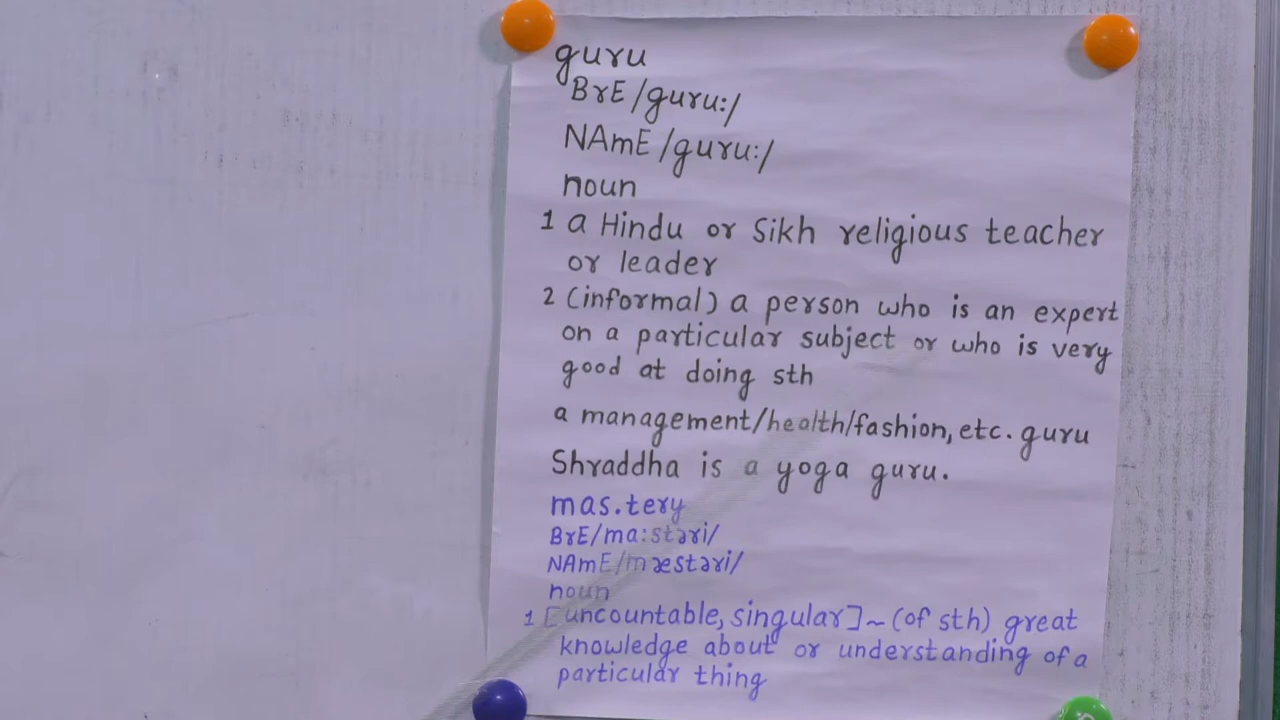 guru
BrE/guru:/
NAmE/guru:/
noun
1 a Hindu or Sikh religious teacher
or leader
2 (informal) a person who is an expert
on a particular subject or who is very
good at doing sth
a management/health/fashion, etc. guru
Shraddha is a yoga guru.
mas.tery
BrE/ma:stəri/
NAmE/mæstəri/
noun
1 [uncountable, singular]~(of sth) great
knowledge about or understanding of a
particular thing